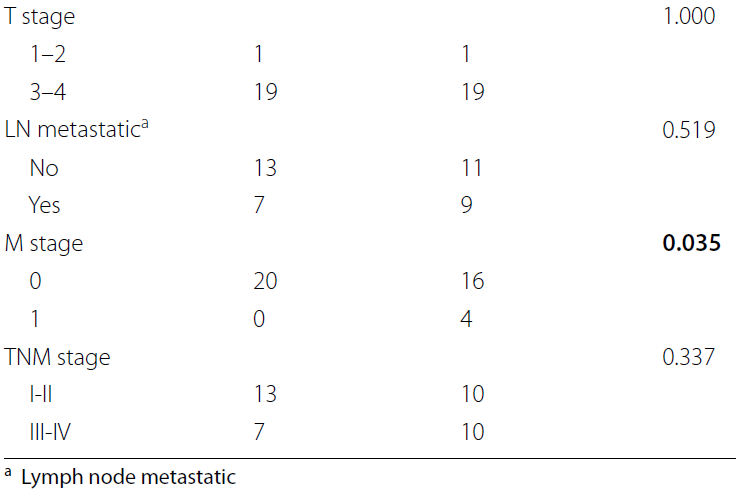 T stage 1.000
1–2 1 1
3–4 19 19
LN metastatic^a 0.519
No 13 11
Yes 7 9
M stage 0.035
0 20 16
1 0 4
TNM stage 0.337
I-II 13 10
III-IV 7 10
^a Lymph node metastatic